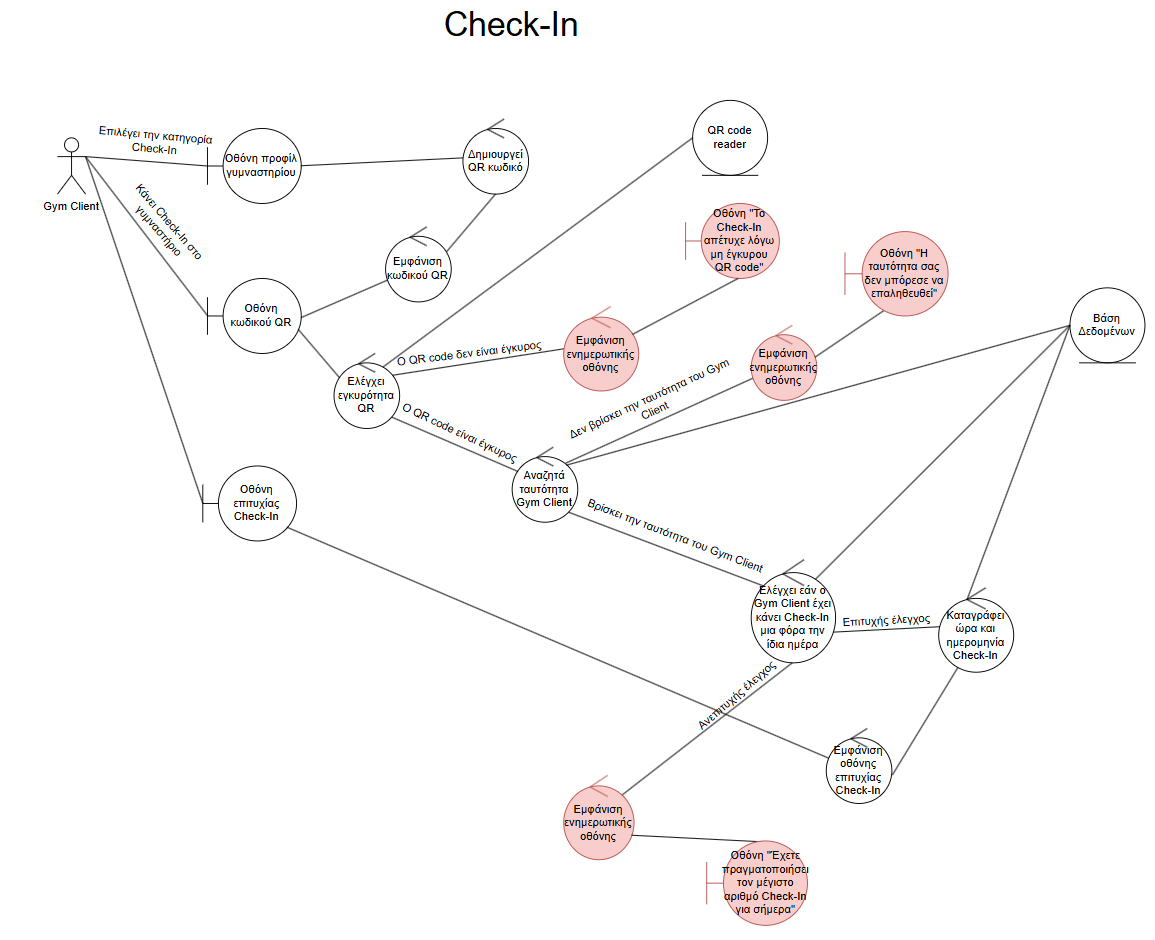 Check-In
Επιλέγει την κατηγορία
Check-In
Gym Client
Οθόνη προφίλ
γυμναστηρίου
Δημιουργεί
QR κωδικό
QR code
reader
Κάνει Check-In στο
γυμναστήριο
Εμφάνιση
κωδικού QR
Οθόνη "Το
Check-In
απέτυχε λόγω
μη έγκυρου
QR code"
Οθόνη "Η
ταυτότητα σας
δεν μπόρεσε να
επαληθευθεί"
Οθόνη
κωδικού QR
Βάση
Δεδομένων
Ο QR code δεν είναι έγκυρος
Εμφάνιση
ενημερωτικής
οθόνης
Εμφάνιση
ενημερωτικής
οθόνης
Ελέγχει
εγκυρότητα
QR
Δεν βρίσκει την ταυτότητα του Gym
Client
Ο QR code είναι έγκυρος
Αναζητά
ταυτότητα
Gym Client
Οθόνη
επιτυχίας
Check-In
Βρίσκει την ταυτότητα του Gym Client
Ελέγχει εάν ο
Gym Client έχει
κάνει Check-In
μια φόρα την
ίδια ημέρα
Επιτυχής έλεγχος
Καταγράφει
ώρα και
ημερομηνία
Check-In
Ανεπιτυχής έλεγχος
Εμφάνιση
οθόνης
επιτυχίας
Check-In
Εμφάνιση
ενημερωτικής
οθόνης
Οθόνη "Έχετε
πραγματοποιήσει
τον μέγιστο
αριθμό Check-In
για σήμερα"